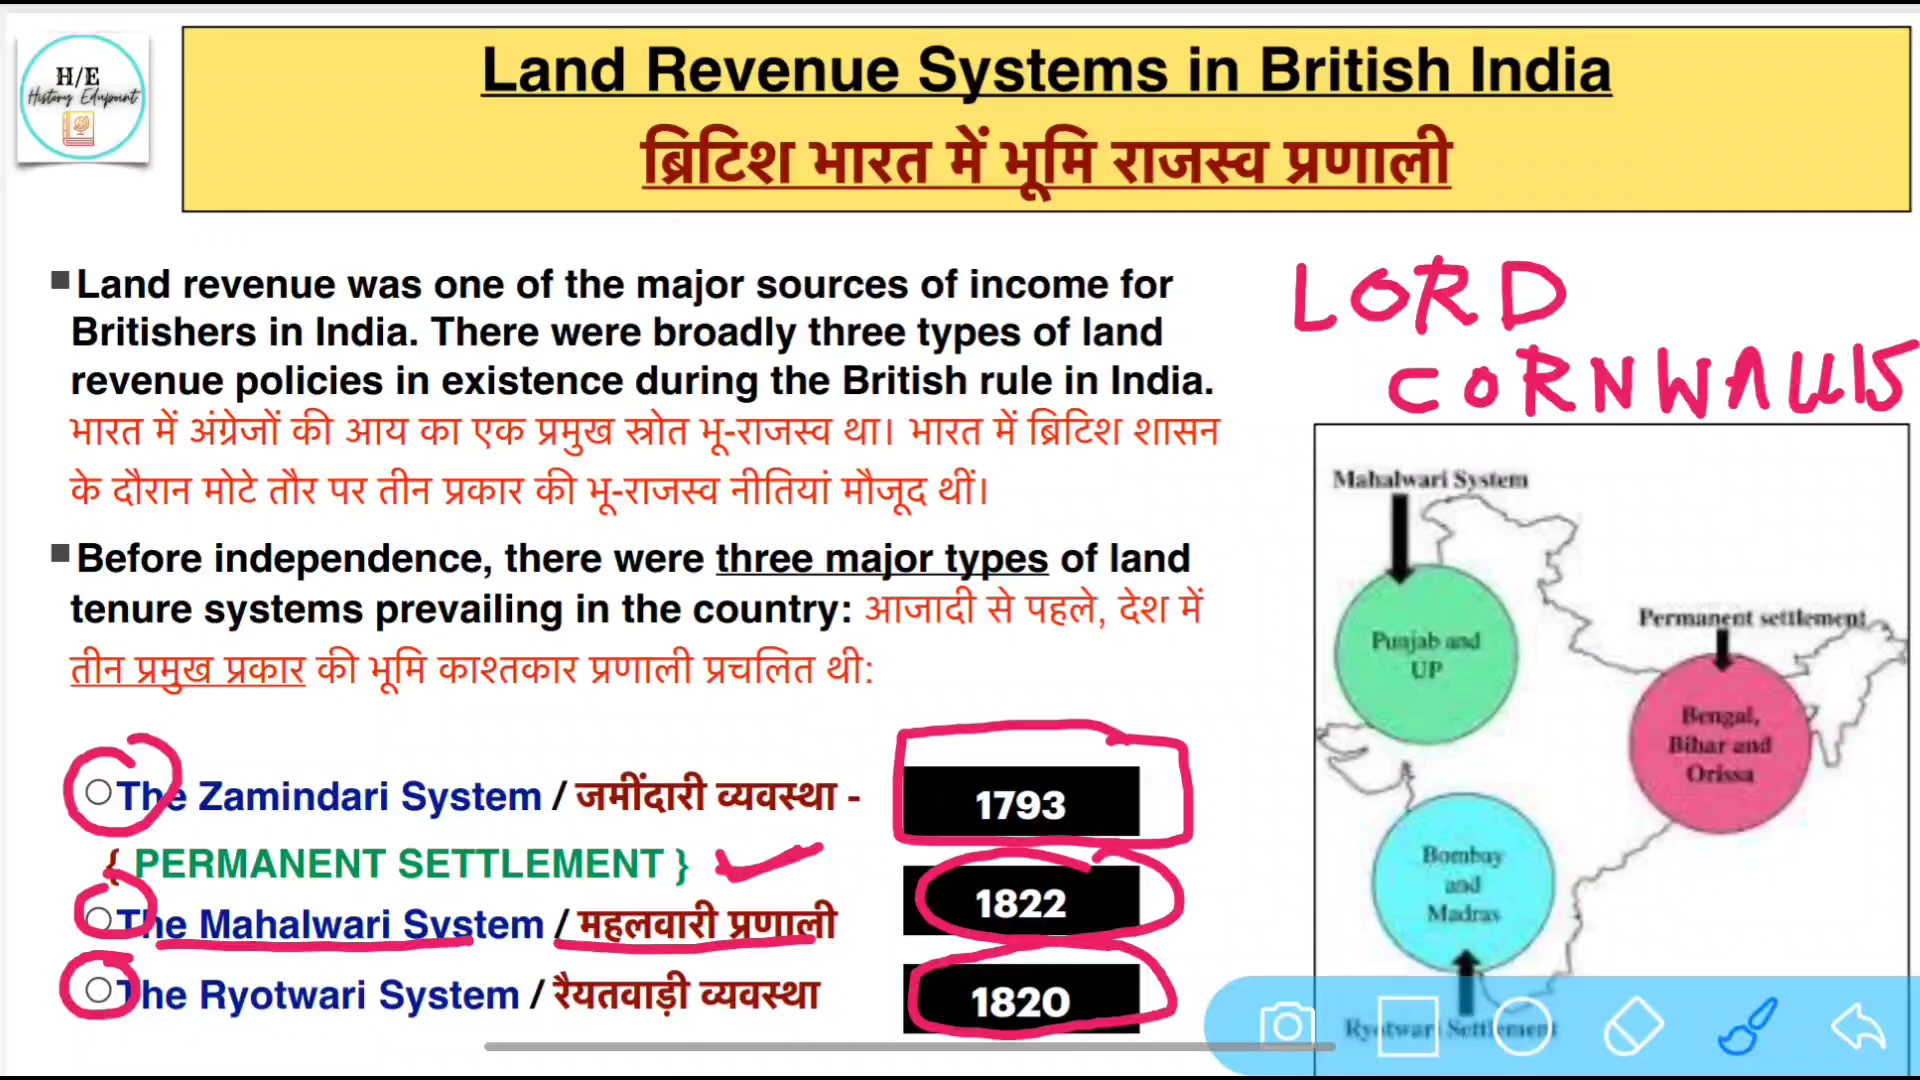 H/E
History Edupoint
Land Revenue Systems in British India
ब्रिटिश भारत में भूमि राजस्व प्रणाली
Land revenue was one of the major sources of income for
Britishers in India. There were broadly three types of land
revenue policies in existence during the British rule in India.
भारत में अंग्रेजों की आय का एक प्रमुख स्रोत भू-राजस्व था। भारत में ब्रिटिश शासन
के दौरान मोटे तौर पर तीन प्रकार की भू-राजस्व नीतियां मौजूद थीं।
Before independence, there were three major types of land
tenure systems prevailing in the country: आजादी से पहले, देश में
तीन प्रमुख प्रकार की भूमि काश्तकार प्रणाली प्रचलित थी:
The Zamindari System / जमींदारी व्यवस्था - 1793
{ PERMANENT SETTLEMENT }
The Mahalwari System / महलवारी प्रणाली 1822
The Ryotwari System / रैयतवाड़ी व्यवस्था 1820
LORD
CORNWALLIS
Mahalwari System
Punjab and
UP
Permanent settlement
Bengal,
Bihar and
Orissa
Bombay
and
Madras
Ryotwari Settlement